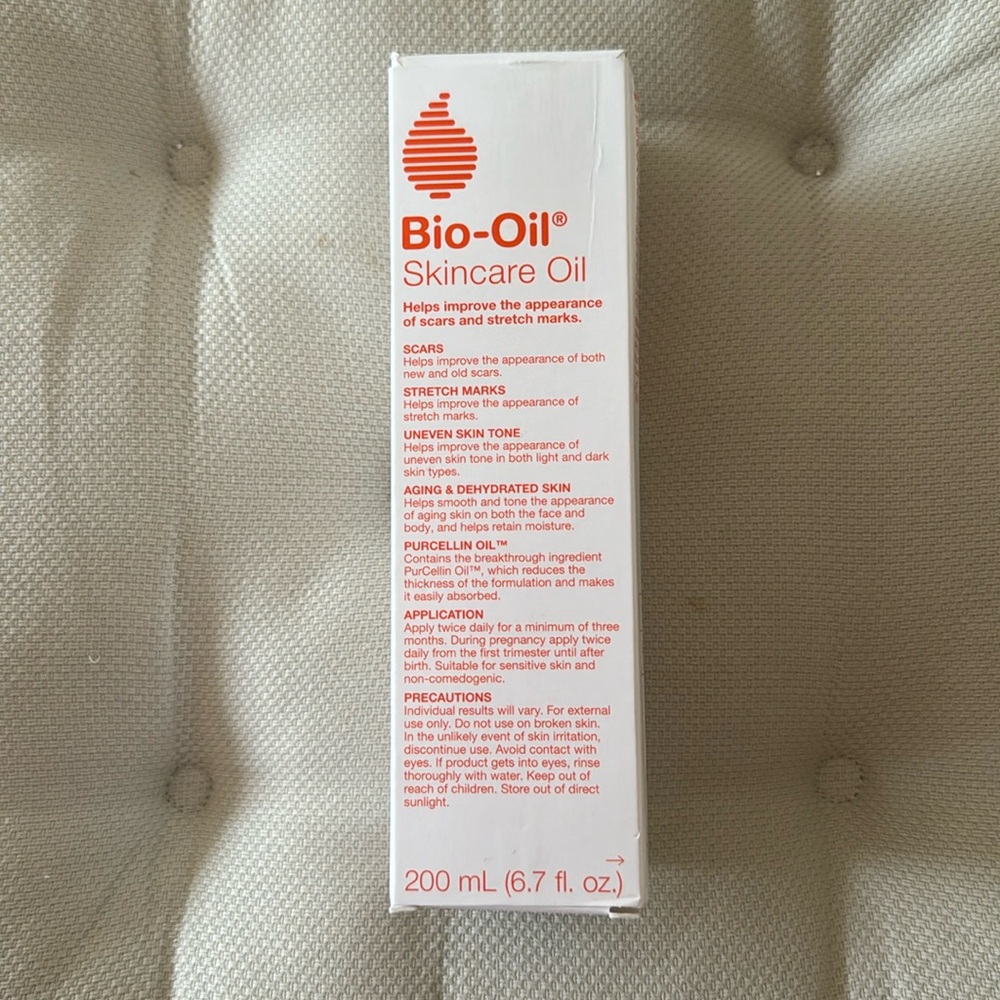 Bio-Oil®
Skincare Oil
Helps improve the appearance
of scars and stretch marks.
SCARS
Helps improve the appearance of both
new and old scars.
STRETCH MARKS
Helps improve the appearance of
stretch marks.
UNEVEN SKIN TONE
Helps improve the appearance of
uneven skin tone in both light and dark
skin types.
AGING & DEHYDRATED SKIN
Helps smooth and tone the appearance
of aging skin on both the face and
body, and helps retain moisture.
PURCELLIN OIL™
Contains the breakthrough ingredient
PurCellin Oil™, which reduces the
thickness of the formulation and makes
it easily absorbed.
APPLICATION
Apply twice daily for a minimum of three
months. During pregnancy apply twice
daily from the first trimester until after
birth. Suitable for sensitive skin and
non-comedogenic.
PRECAUTIONS
Individual results will vary. For external
use only. Do not use on broken skin.
In the unlikely event of skin irritation,
discontinue use. Avoid contact with
eyes. If product gets into eyes, rinse
thoroughly with water. Keep out of
reach of children. Store out of direct
sunlight.
→
200 mL (6.7 fl. oz.)